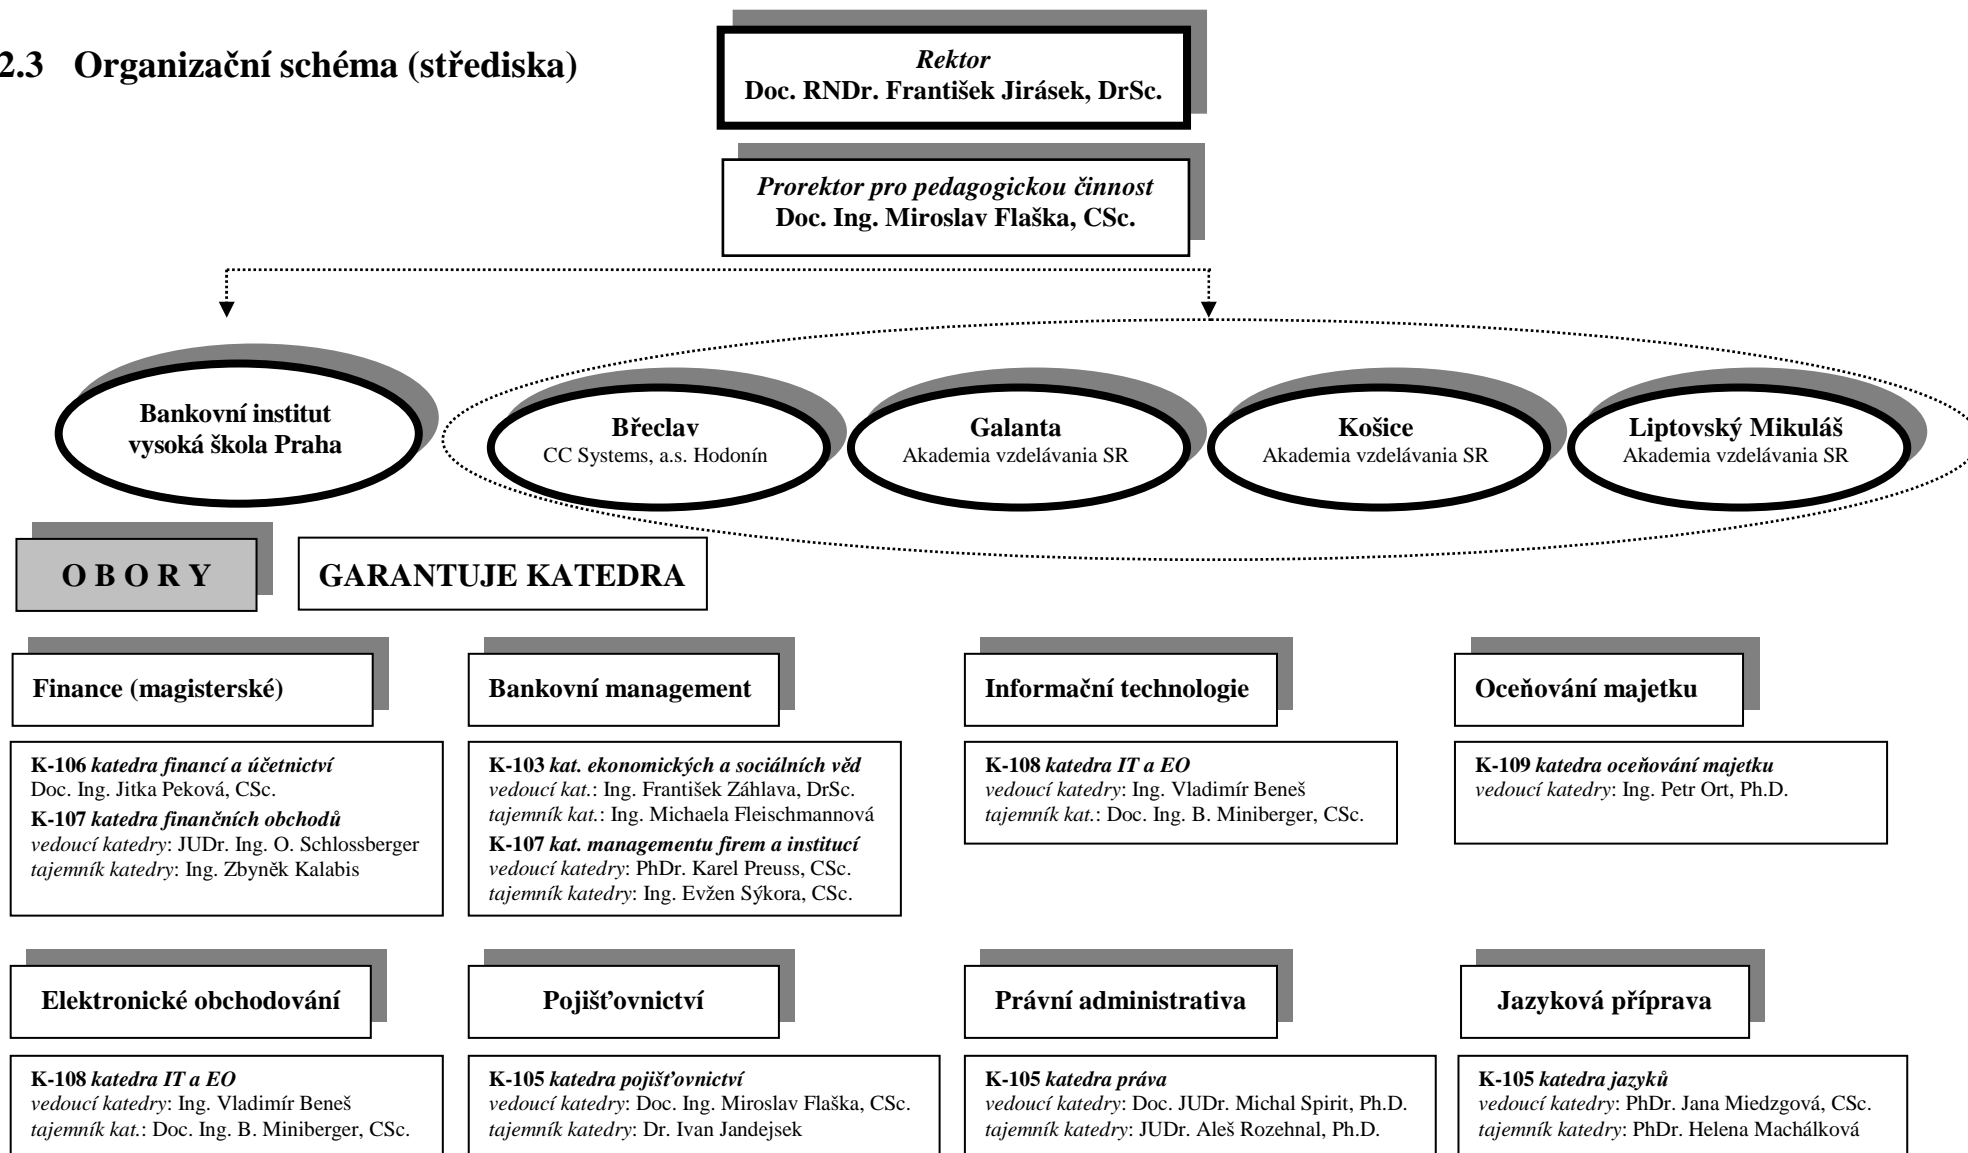 2.3 Organizační schéma (střediska)
Rektor
Doc. RNDr. František Jirásek, DrSc.
Prorektor pro pedagogickou činnost
Doc. Ing. Miroslav Flaška, CSc.
Bankovní institut
vysoká škola Praha
Břeclav
CC Systems, a.s. Hodonín
Galanta
Akademia vzdelávania SR
Košice
Akademia vzdelávania SR
Liptovský Mikuláš
Akademia vzdelávania SR
O B O R Y
GARANTUJE KATEDRA
Finance (magisterské)
K-106 katedra financí a účetnictví
Doc. Ing. Jitka Peková, CSc.
K-107 katedra finančních obchodů
vedoucí katedry: JUDr. Ing. O. Schlossberger
tajemník katedry: Ing. Zbyněk Kalabis
Bankovní management
K-103 kat. ekonomických a sociálních věd
vedoucí kat.: Ing. František Záhlava, DrSc.
tajemník kat.: Ing. Michaela Fleischmannová
K-107 kat. managementu firem a institucí
vedoucí katedry: PhDr. Karel Preuss, CSc.
tajemník katedry: Ing. Evžen Sýkora, CSc.
Informační technologie
K-108 katedra IT a EO
vedoucí katedry: Ing. Vladimír Beneš
tajemník kat.: Doc. Ing. B. Miniberger, CSc.
Oceňování majetku
K-109 katedra oceňování majetku
vedoucí katedry: Ing. Petr Ort, Ph.D.
Elektronické obchodování
K-108 katedra IT a EO
vedoucí katedry: Ing. Vladimír Beneš
tajemník kat.: Doc. Ing. B. Miniberger, CSc.
Pojišťovnictví
K-105 katedra pojišťovnictví
vedoucí katedry: Doc. Ing. Miroslav Flaška, CSc.
tajemník katedry: Dr. Ivan Jandejsek
Právní administrativa
K-105 katedra práva
vedoucí katedry: Doc. JUDr. Michal Spirit, Ph.D.
tajemník katedry: JUDr. Aleš Rozehnal, Ph.D.
Jazyková příprava
K-105 katedra jazyků
vedoucí katedry: PhDr. Jana Miedzgová, CSc.
tajemník katedry: PhDr. Helena Machálková